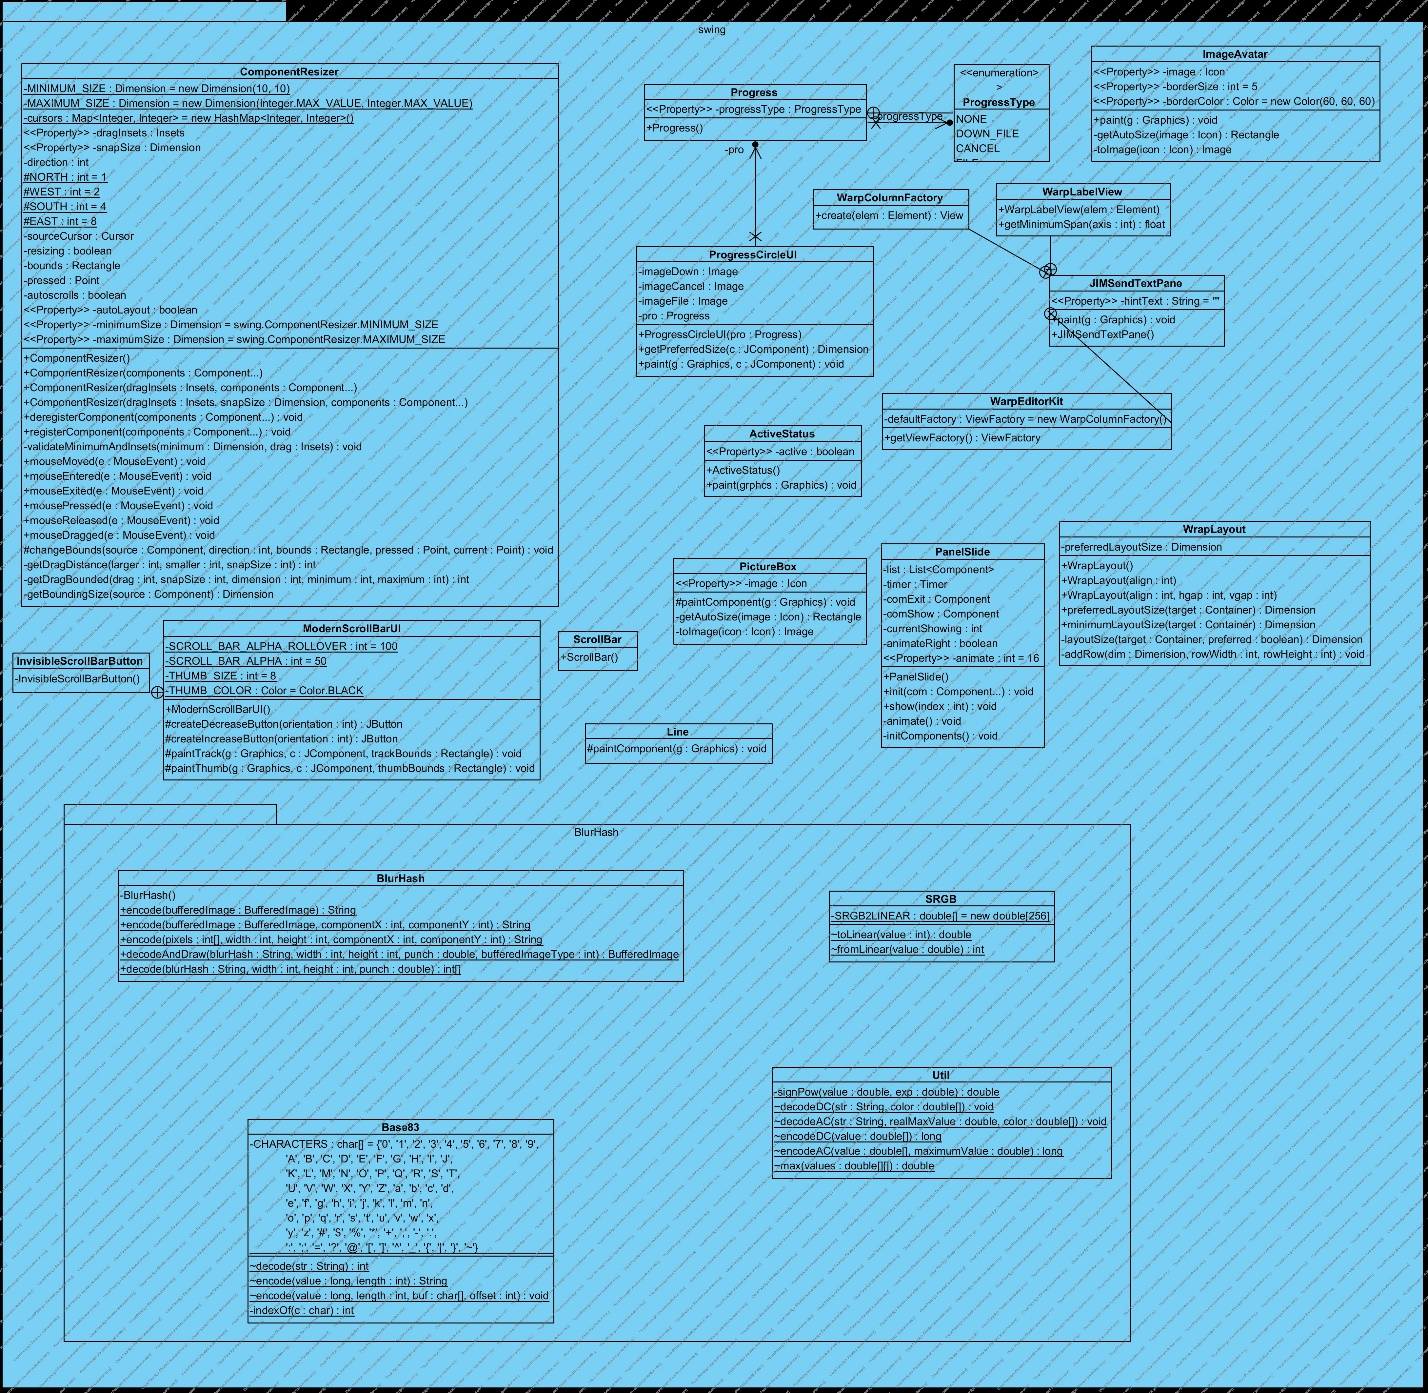 swing
ComponentResizer
-MINIMUM_SIZE : Dimension = new Dimension(10, 10)
-MAXIMUM_SIZE : Dimension = new Dimension(Integer.MAX_VALUE, Integer.MAX_VALUE)
-cursors : Map<Integer, Integer> = new HashMap<Integer, Integer>()
<<Property>> -dragInsets : Insets
<<Property>> -snapSize : Dimension
-direction : int
#NORTH : int = 1
#WEST : int = 2
#SOUTH : int = 4
#EAST : int = 8
-sourceCursor : Cursor
-resizing : boolean
-bounds : Rectangle
-pressed : Point
-autoscrolls : boolean
<<Property>> -autoLayout : boolean
<<Property>> -minimumSize : Dimension = swing.ComponentResizer.MINIMUM_SIZE
<<Property>> -maximumSize : Dimension = swing.ComponentResizer.MAXIMUM_SIZE
+ComponentResizer()
+ComponentResizer(components : Component...)
+ComponentResizer(dragInsets : Insets, components : Component...)
+ComponentResizer(dragInsets : Insets, snapSize : Dimension, components : Component...)
+deregisterComponent(components : Component...) : void
+registerComponent(components : Component...) : void
-validateMinimumAndInsets(minimum : Dimension, drag : Insets) : void
+mouseMoved(e : MouseEvent) : void
+mouseEntered(e : MouseEvent) : void
+mouseExited(e : MouseEvent) : void
+mousePressed(e : MouseEvent) : void
+mouseReleased(e : MouseEvent) : void
+mouseDragged(e : MouseEvent) : void
#changeBounds(source : Component, direction : int, bounds : Rectangle, pressed : Point, current : Point) : void
-getDragDistance(larger : int, smaller : int, snapSize : int) : int
-getDragBounded(drag : int, snapSize : int, dimension : int, minimum : int, maximum : int) : int
-getBoundingSize(source : Component) : Dimension
Progress
<<Property>> -progressType : ProgressType
+Progress()
-progressType
-pro
<<enumeration>
>
ProgressType
NONE
DOWN_FILE
CANCEL
ImageAvatar
<<Property>> -image : Icon
<<Property>> -borderSize : int = 5
<<Property>> -borderColor : Color = new Color(60, 60, 60)
+paint(g : Graphics) : void
-getAutoSize(image : Icon) : Rectangle
-toImage(icon : Icon) : Image
WarpColumnFactory
+create(elem : Element) : View
WarpLabelView
+WarpLabelView(elem : Element)
+getMinimumSpan(axis : int) : float
ProgressCircleUI
-imageDown : Image
-imageCancel : Image
-imageFile : Image
-pro : Progress
+ProgressCircleUI(pro : Progress)
+getPreferredSize(c : JComponent) : Dimension
+paint(g : Graphics, c : JComponent) : void
JIMSendTextPane
<<Property>> -hintText : String = ""
+paint(g : Graphics) : void
+JIMSendTextPane()
WarpEditorKit
-defaultFactory : ViewFactory = new WarpColumnFactory()
+getViewFactory() : ViewFactory
ActiveStatus
<<Property>> -active : boolean
+ActiveStatus()
+paint(grphcs : Graphics) : void
PictureBox
<<Property>> -image : Icon
#paintComponent(g : Graphics) : void
-getAutoSize(image : Icon) : Rectangle
-toImage(icon : Icon) : Image
PanelSlide
-list : List<Component>
-timer : Timer
-comExit : Component
-comShow : Component
-currentShowing : int
-animateRight : boolean
<<Property>> -animate : int = 16
+PanelSlide()
+init(com : Component...) : void
+show(index : int) : void
-animate() : void
-initComponents() : void
WrapLayout
-preferredLayoutSize : Dimension
+WrapLayout()
+WrapLayout(align : int)
+WrapLayout(align : int, hgap : int, vgap : int)
+preferredLayoutSize(target : Container) : Dimension
+minimumLayoutSize(target : Container) : Dimension
-layoutSize(target : Container, preferred : boolean) : Dimension
-addRow(dim : Dimension, rowWidth : int, rowHeight : int) : void
InvisibleScrollBarButton
-InvisibleScrollBarButton()
ModernScrollBarUI
-SCROLL_BAR_ALPHA_ROLLOVER : int = 100
-SCROLL_BAR_ALPHA : int = 50
-THUMB_SIZE : int = 8
-THUMB_COLOR : Color = Color.BLACK
+ModernScrollBarUI()
#createDecreaseButton(orientation : int) : JButton
#createIncreaseButton(orientation : int) : JButton
#paintTrack(g : Graphics, c : JComponent, trackBounds : Rectangle) : void
#paintThumb(g : Graphics, c : JComponent, thumbBounds : Rectangle) : void
ScrollBar
+ScrollBar()
Line
#paintComponent(g : Graphics) : void
BlurHash
BlurHash
-BlurHash()
+encode(bufferedImage : BufferedImage) : String
+encode(bufferedImage : BufferedImage, componentX : int, componentY : int) : String
+encode(pixels : int[], width : int, height : int, componentX : int, componentY : int) : String
+decodeAndDraw(blurHash : String, width : int, height : int, punch : double, bufferedImageType : int) : BufferedImage
+decode(blurHash : String, width : int, height : int, punch : double) : int[]
SRGB
-SRGB2LINEAR : double[] = new double[256]
~toLinear(value : int) : double
~fromLinear(value : double) : int
Util
-signPow(value : double, exp : double) : double
~decodeDC(str : String, color : double[]) : void
~decodeAC(str : String, realMaxValue : double, color : double[]) : void
~encodeDC(value : double[]) : long
~encodeAC(value : double[], maximumValue : double) : long
~max(values : double[][]) : double
Base83
-CHARACTERS : char[] = {'0', '1', '2', '3', '4', '5', '6', '7', '8', '9',
'A', 'B', 'C', 'D', 'E', 'F', 'G', 'H', 'I', 'J',
'K', 'L', 'M', 'N', 'O', 'P', 'Q', 'R', 'S', 'T',
'U', 'V', 'W', 'X', 'Y', 'Z', 'a', 'b', 'c', 'd',
'e', 'f', 'g', 'h', 'i', 'j', 'k', 'l', 'm', 'n',
'o', 'p', 'q', 'r', 's', 't', 'u', 'v', 'w', 'x',
'y', 'z', '#', '$', '%', '*', '+', ',', '-', '.',
':', ';', '=', '?', '@', '[', ']', '^', '_', '{', '|', '}', '~'}
~decode(str : String) : int
~encode(value : long, length : int) : String
~encode(value : long, length : int, buf : char[], offset : int) : void
-indexOf(c : char) : int